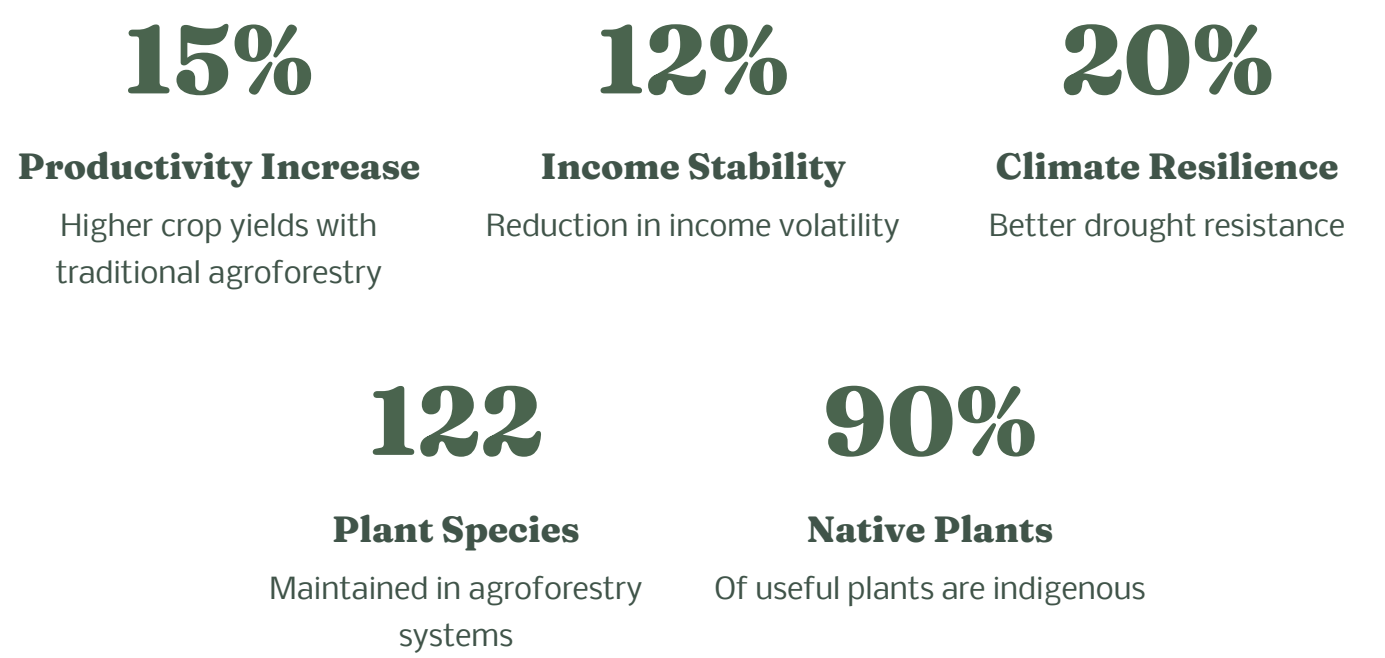 15%
12%
20%
Productivity Increase
Income Stability
Climate Resilience
Higher crop yields with
traditional agroforestry
Reduction in income volatility
Better drought resistance
122
90%
Plant Species
Native Plants
Maintained in agroforestry
systems
Of useful plants are indigenous